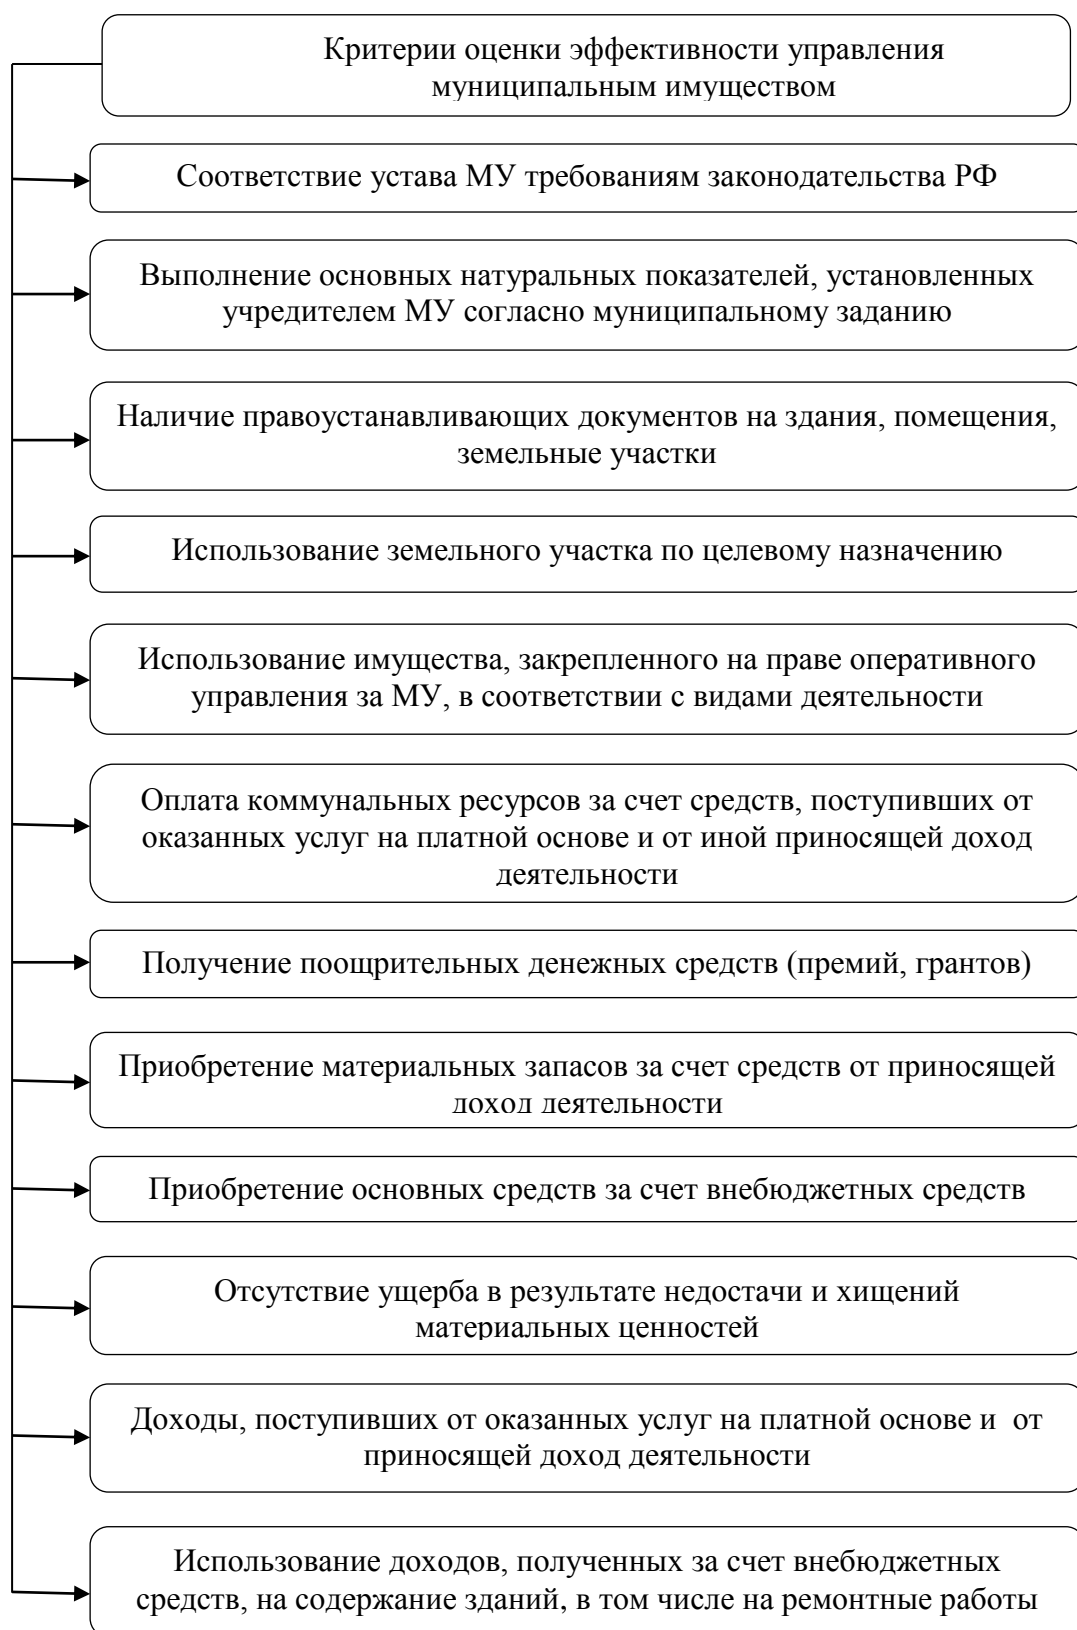 Критерии оценки эффективности управления
муниципальным имуществом
Соответствие устава МУ требованиям законодательства РФ
Выполнение основных натуральных показателей, установленных
учредителем МУ согласно муниципальному заданию
Наличие правоустанавливающих документов на здания, помещения,
земельные участки
Использование земельного участка по целевому назначению
Использование имущества, закрепленного на праве оперативного
управления за МУ, в соответствии с видами деятельности
Оплата коммунальных ресурсов за счет средств, поступивших от
оказанных услуг на платной основе и от иной приносящей доход
деятельности
Получение поощрительных денежных средств (премий, грантов)
Приобретение материальных запасов за счет средств от приносящей
доход деятельности
Приобретение основных средств за счет внебюджетных средств
Отсутствие ущерба в результате недостачи и хищений
материальных ценностей
Доходы, поступивших от оказанных услуг на платной основе и от
приносящей доход деятельности
Использование доходов, полученных за счет внебюджетных
средств, на содержание зданий, в том числе на ремонтные работы